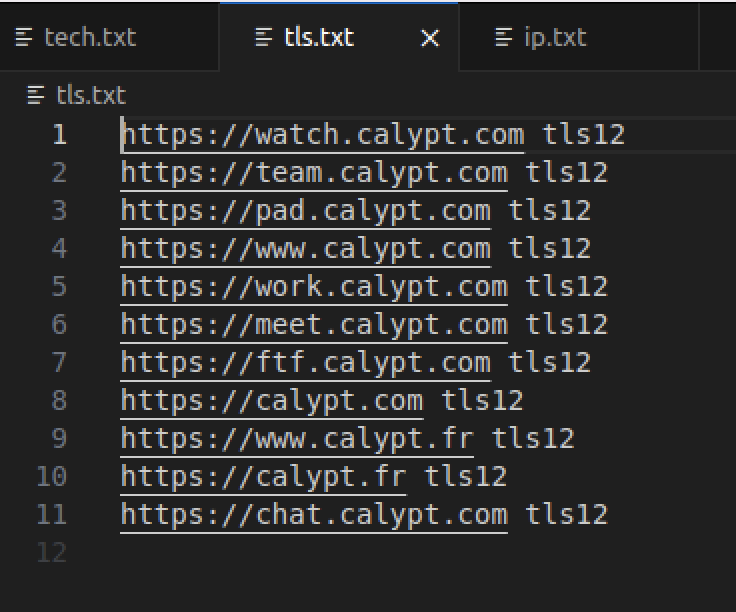 tech.txt tls.txt × ip.txt
tls.txt
1 https://watch.calypt.com tls12
2 https://team.calypt.com tls12
3 https://pad.calypt.com tls12
4 https://www.calypt.com tls12
5 https://work.calypt.com tls12
6 https://meet.calypt.com tls12
7 https://ftf.calypt.com tls12
8 https://calypt.com tls12
9 https://www.calypt.fr tls12
10 https://calypt.fr tls12
11 https://chat.calypt.com tls12
12